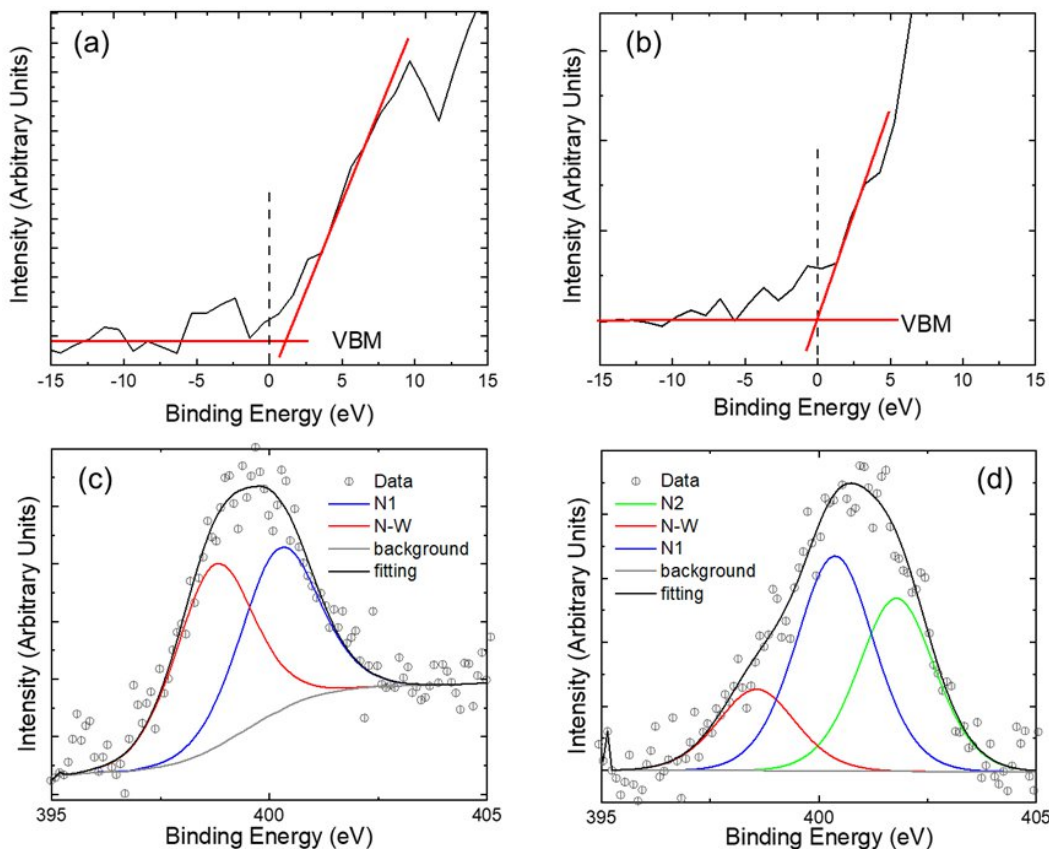 (a)
Intensity (Arbitrary Units)
VBM
-15 -10 -5 0 5 10 15
Binding Energy (eV)
(b)
Intensity (Arbitrary Units)
VBM
-15 -10 -5 0 5 10 15
Binding Energy (eV)
(c)
Data
N1
N-W
background
fitting
Intensity (Arbitrary Units)
395 400 405
Binding Energy (eV)
(d)
Data
N2
N-W
N1
background
fitting
Intensity (Arbitrary Units)
395 400 405
Binding Energy (eV)